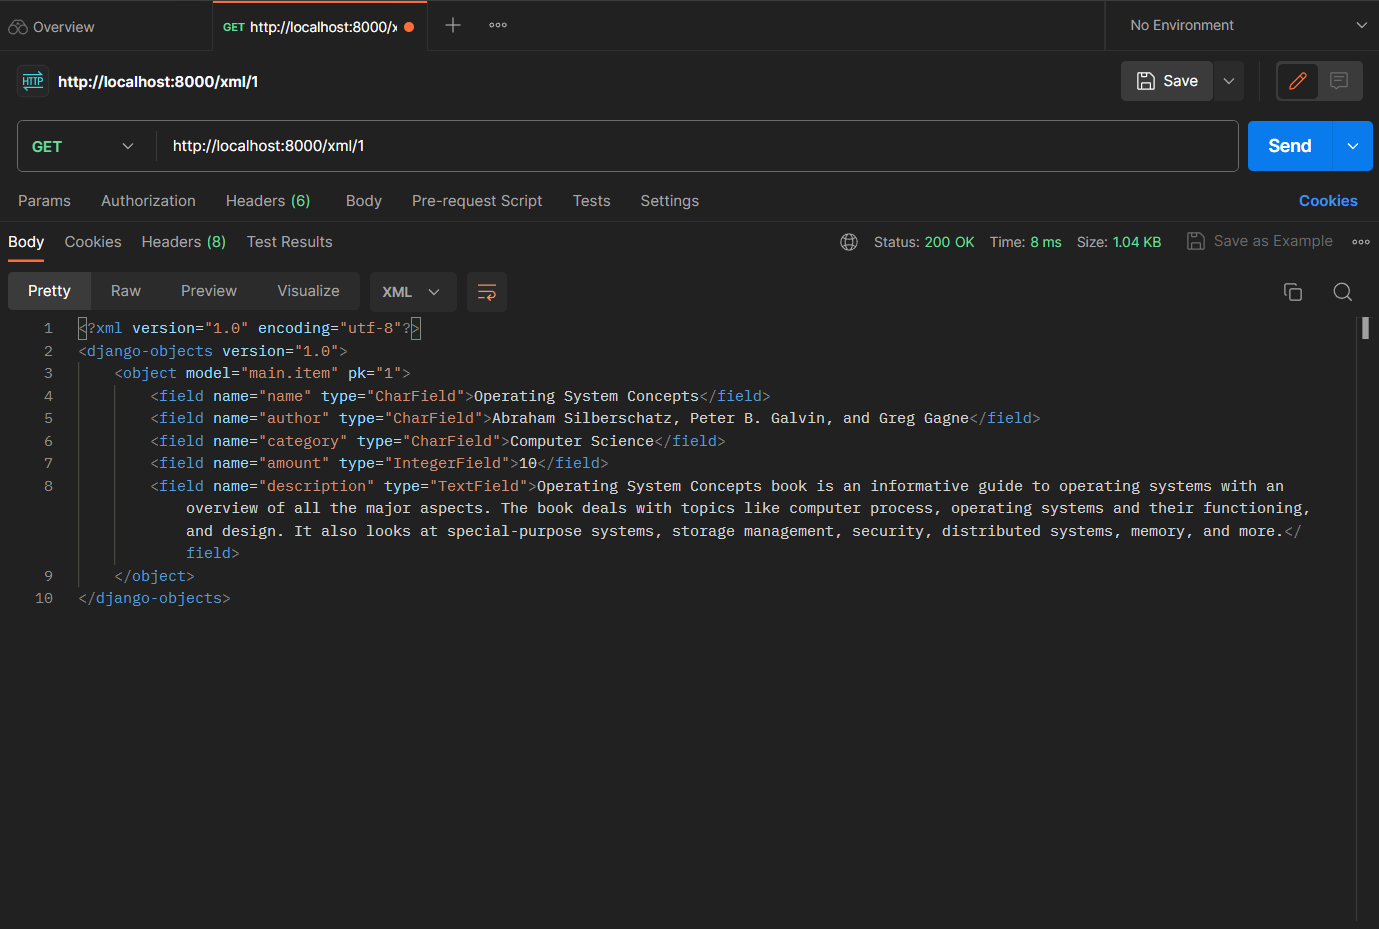 Overview
GET http://localhost:8000/x
No Environment
HTTP http://localhost:8000/xml/1
Save
GET http://localhost:8000/xml/1
Send
Params Authorization Headers (6) Body Pre-request Script Tests Settings Cookies
Body Cookies Headers (8) Test Results Status: 200 OK Time: 8 ms Size: 1.04 KB Save as Example
Pretty Raw Preview Visualize XML
1 <?xml version="1.0" encoding="utf-8"?>
2 <django-objects version="1.0">
3 <object model="main.item" pk="1">
4 <field name="name" type="CharField">Operating System Concepts</field>
5 <field name="author" type="CharField">Abraham Silberschatz, Peter B. Galvin, and Greg Gagne</field>
6 <field name="category" type="CharField">Computer Science</field>
7 <field name="amount" type="IntegerField">10</field>
8 <field name="description" type="TextField">Operating System Concepts book is an informative guide to operating systems with an
overview of all the major aspects. The book deals with topics like computer process, operating systems and their functioning,
and design. It also looks at special-purpose systems, storage management, security, distributed systems, memory, and more.</
field>
9 </object>
10 </django-objects>